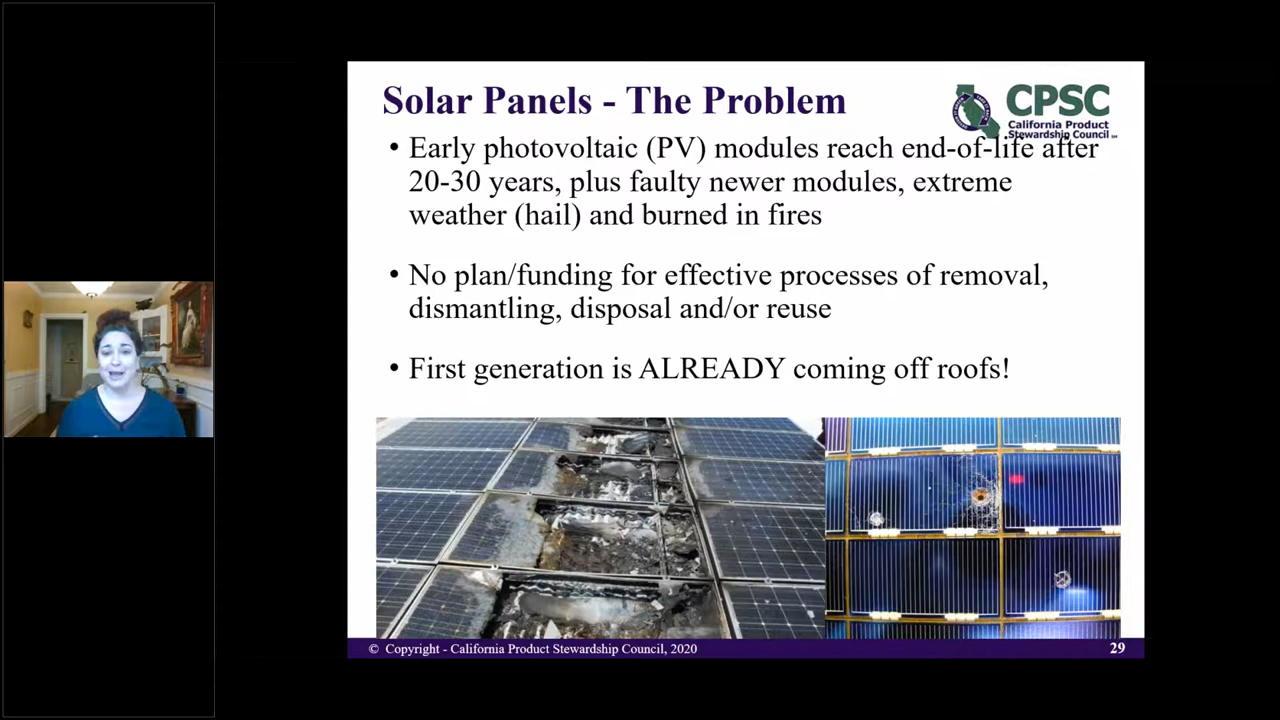 Solar Panels - The Problem
CPSC
California Product
Stewardship Council
• Early photovoltaic (PV) modules reach end-of-life after
20-30 years, plus faulty newer modules, extreme
weather (hail) and burned in fires
• No plan/funding for effective processes of removal,
dismantling, disposal and/or reuse
• First generation is ALREADY coming off roofs!
© Copyright - California Product Stewardship Council, 2020
29